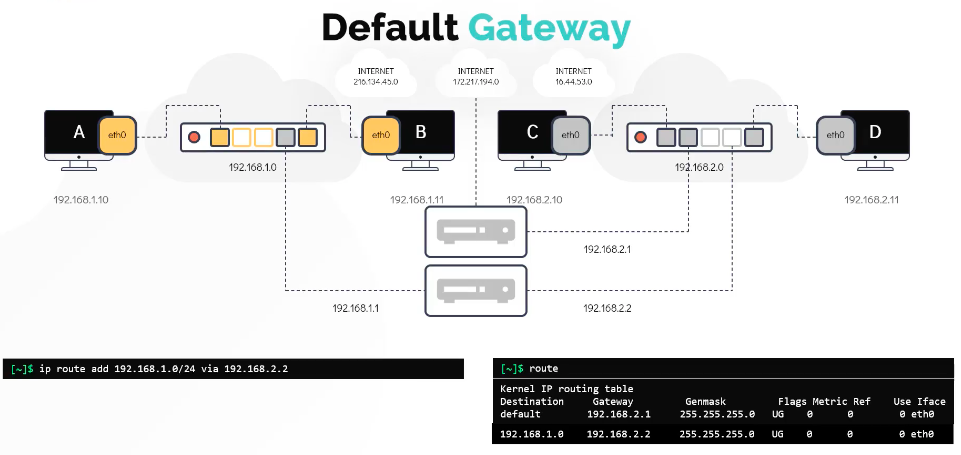 Default Gateway
INTERNET
216.134.45.0
INTERNET
172.217.194.0
INTERNET
16.44.53.0
A
eth0
eth0
B
C
eth0
eth0
D
192.168.1.0
192.168.2.0
192.168.1.10
192.168.1.11
192.168.2.10
192.168.2.11
192.168.2.1
192.168.1.1
192.168.2.2
[~]$ ip route add 192.168.1.0/24 via 192.168.2.2
[~]$ route
Kernel IP routing table
Destination Gateway Genmask Flags Metric Ref Use Iface
default 192.168.2.1 255.255.255.0 UG 0 0 0 eth0
192.168.1.0 192.168.2.2 255.255.255.0 UG 0 0 0 eth0